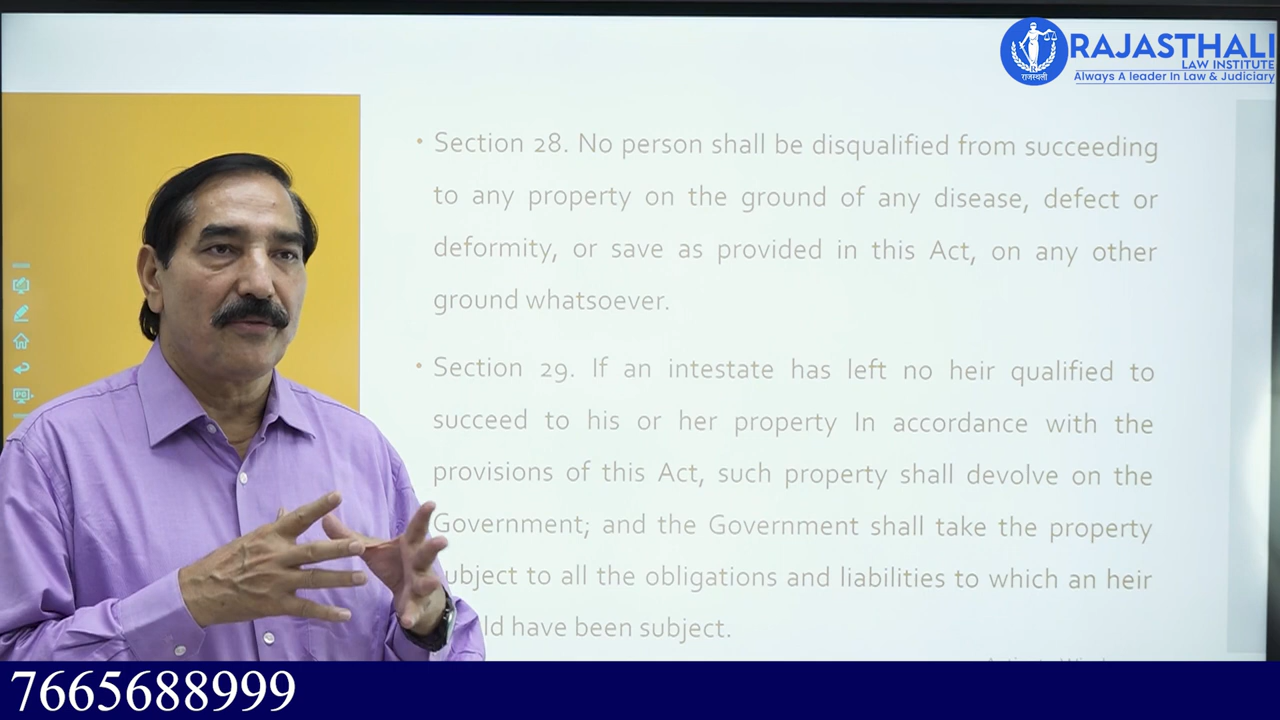 RAJASTHALI
LAW INSTITUTE
Always A leader In Law & Judiciary
राजस्थली
• Section 28. No person shall be disqualified from succeeding
to any property on the ground of any disease, defect or
deformity, or save as provided in this Act, on any other
ground whatsoever.
• Section 29. If an intestate has left no heir qualified to
succeed to his or her property In accordance with the
provisions of this Act, such property shall devolve on the
Government; and the Government shall take the property
ubject to all the obligations and liabilities to which an heir
ld have been subject.
7665688999